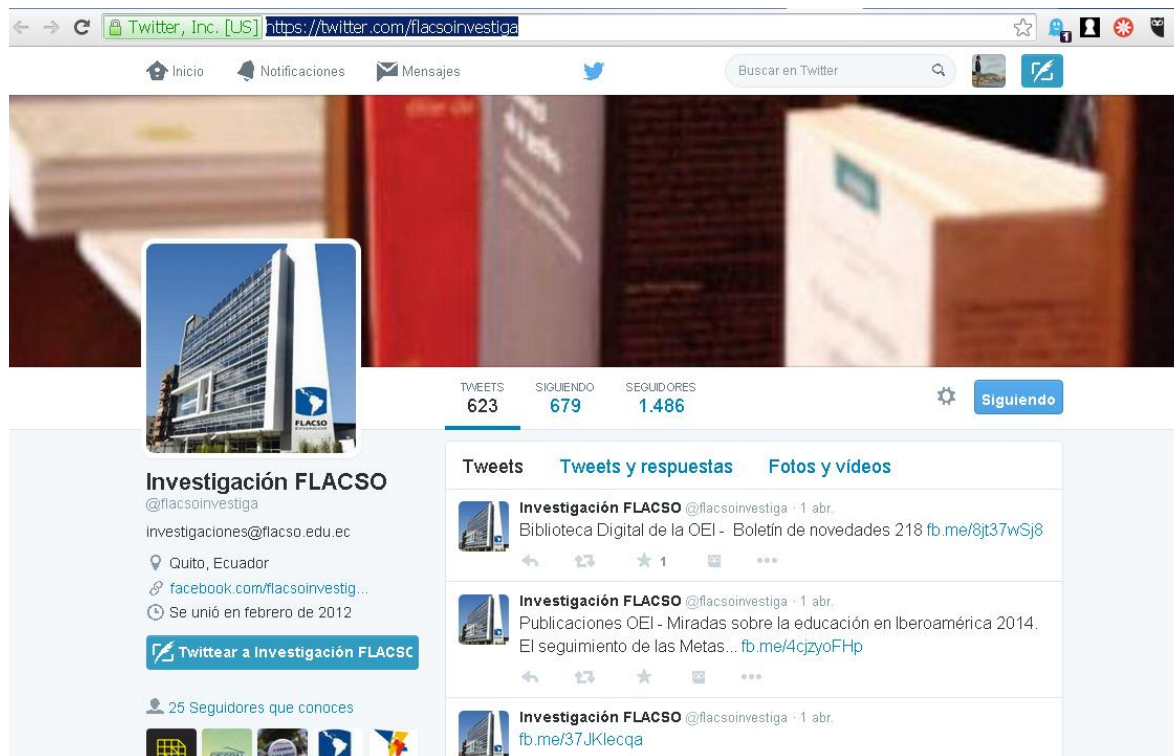 Twitter, Inc. [US] https://twitter.com/flacsoinvestiga
1
Inicio Notificaciones Mensajes Buscar en Twitter
TWEETS SIGUIENDO SEGUIDORES
623 679 1.486
Siguiendo
FLACSO
Investigación FLACSO
@flacsoinvestiga
investigaciones@flacso.edu.ec
Quito, Ecuador
facebook.com/flacsoinvestig...
Se unió en febrero de 2012
Twittear a Investigación FLACSC
25 Seguidores que conoces
Tweets Tweets y respuestas Fotos y vídeos
Investigación FLACSO @flacsoinvestiga · 1 abr.
Biblioteca Digital de la OEI - Boletín de novedades 218 fb.me/8jt37wSj8
1
Investigación FLACSO @flacsoinvestiga · 1 abr.
Publicaciones OEI - Miradas sobre la educación en Iberoamérica 2014.
El seguimiento de las Metas... fb.me/4cjzyoFHp
Investigación FLACSO @flacsoinvestiga · 1 abr.
fb.me/37JKlecqa